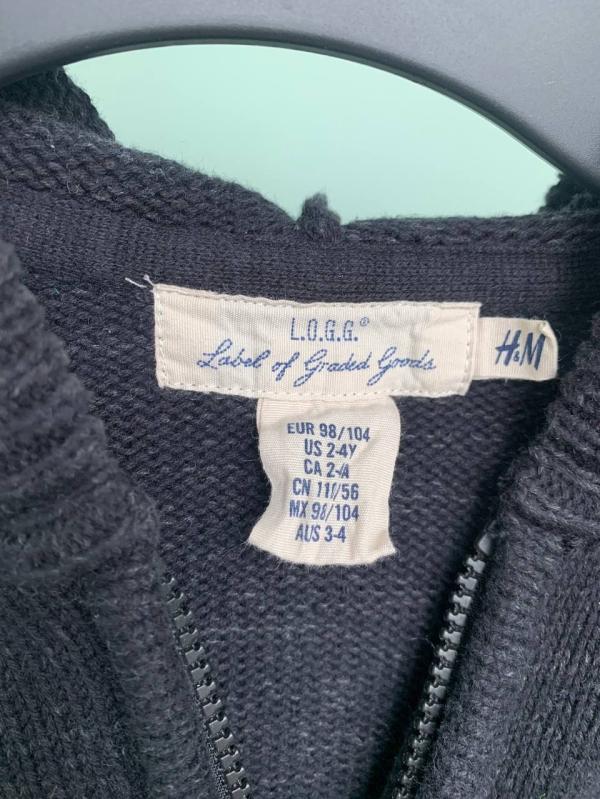 L.O.G.G.®
Label of Graded Goods
H&M
EUR 98/104
US 2-4Y
CA 2-4
CN 110/56
MX 98/104
AUS 3-4